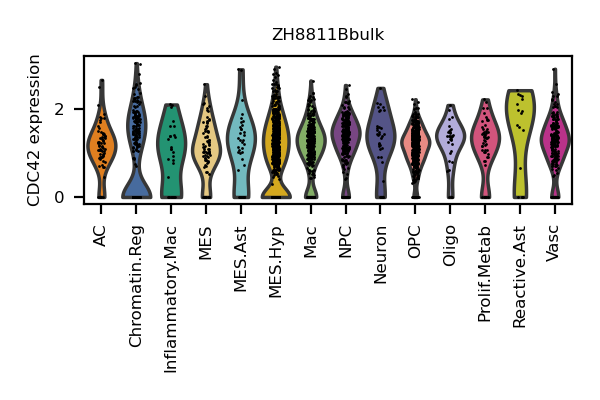 ZH8811Bbulk
CDC42 expression
2
0
AC
Chromatin.Reg
Inflammatory.Mac
MES
MES.Ast
MES.Hyp
Mac
NPC
Neuron
OPC
Oligo
Prolif.Metab
Reactive.Ast
Vasc